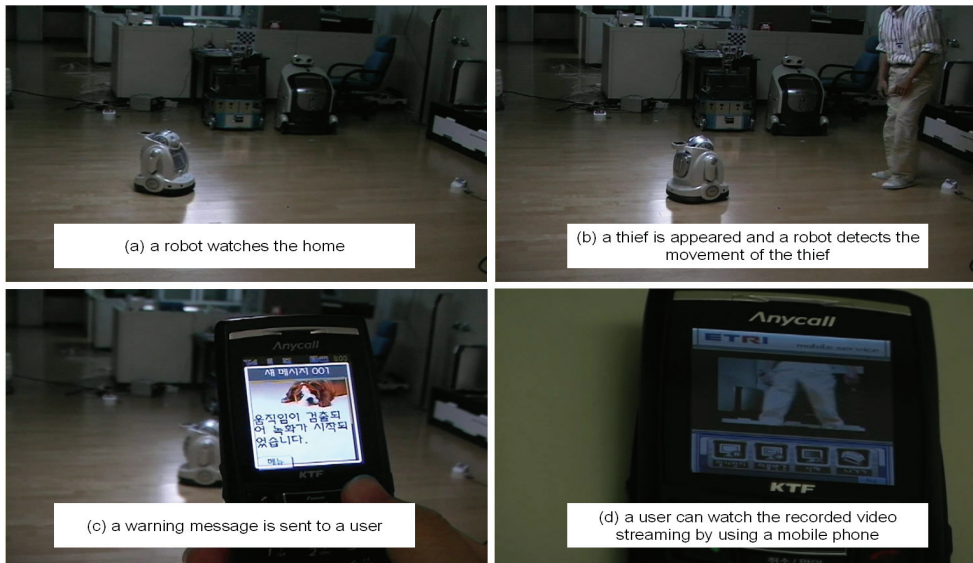 (a) a robot watches the home
(b) a thief is appeared and a robot detects the
movement of the thief
Anycall
새 메시지 001
움직임이 검출되
어 녹화가 시작되
었습니다.
메뉴
(c) a warning message is sent to a user
Anycall
ETRI
mobile service
KTF
KTF
(d) a user can watch the recorded video
streaming by using a mobile phone